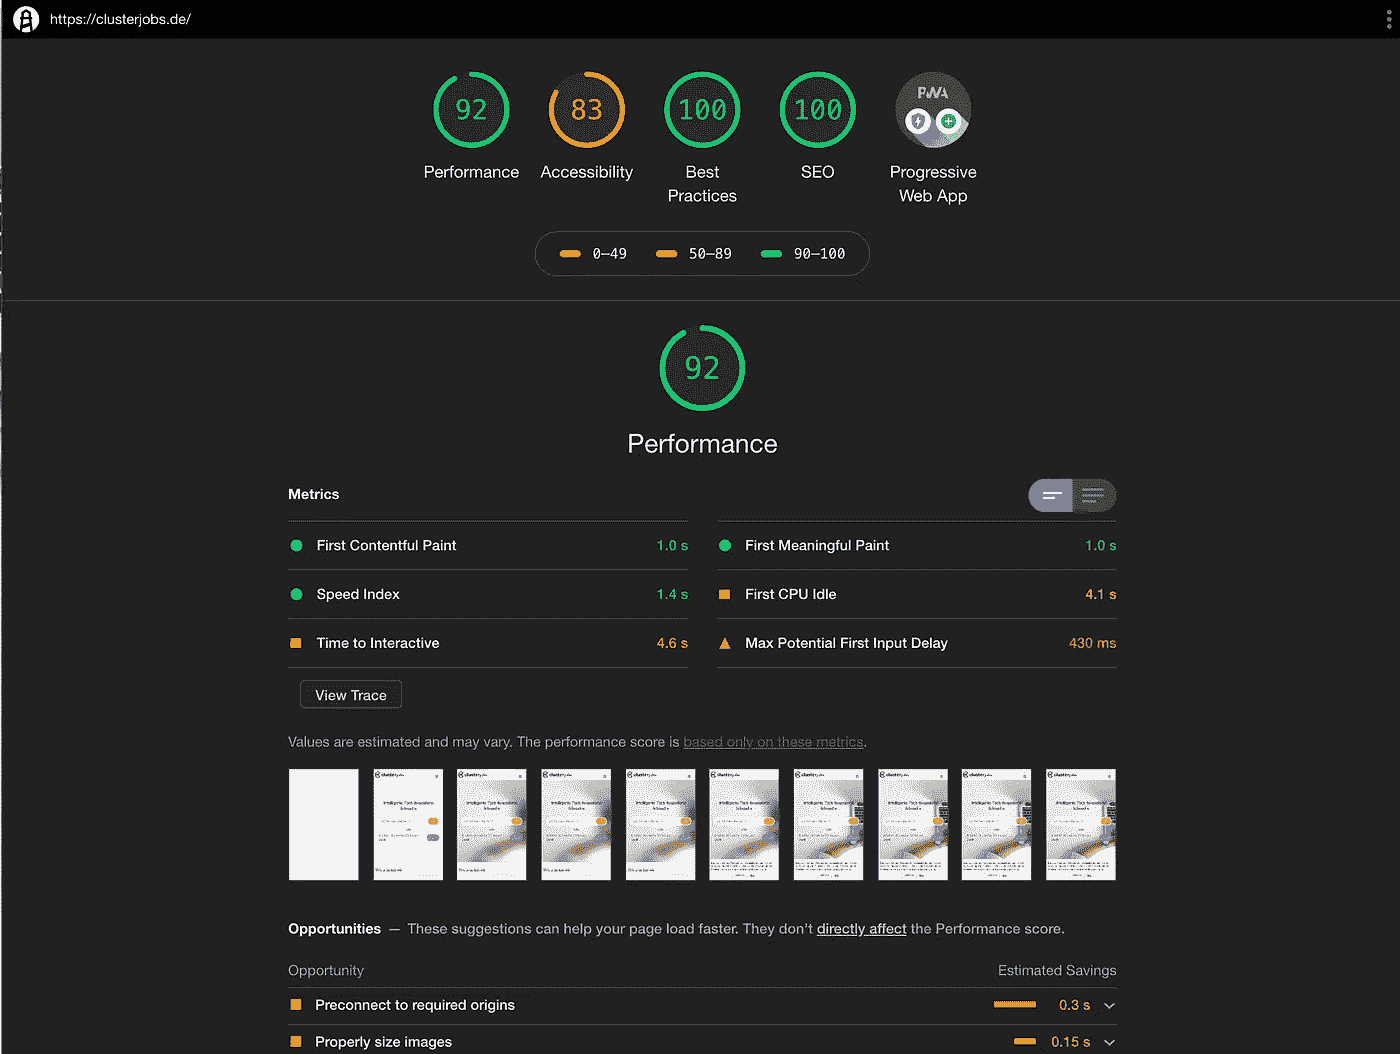 https://clusterjobs.de/
92
83
100
100
PWA
Performance
Accessibility
Best
Practices
SEO
Progressive
Web App
0–49
50–89
90–100
92
Performance
Metrics
First Contentful Paint
1.0 s
First Meaningful Paint
1.0 s
Speed Index
1.4 s
First CPU Idle
4.1 s
Time to Interactive
4.6 s
Max Potential First Input Delay
430 ms
View Trace
Values are estimated and may vary. The performance score is based only on these metrics.
Opportunities — These suggestions can help your page load faster. They don't directly affect the Performance score.
Opportunity
Estimated Savings
Preconnect to required origins
0.3 s
Properly size images
0.15 s